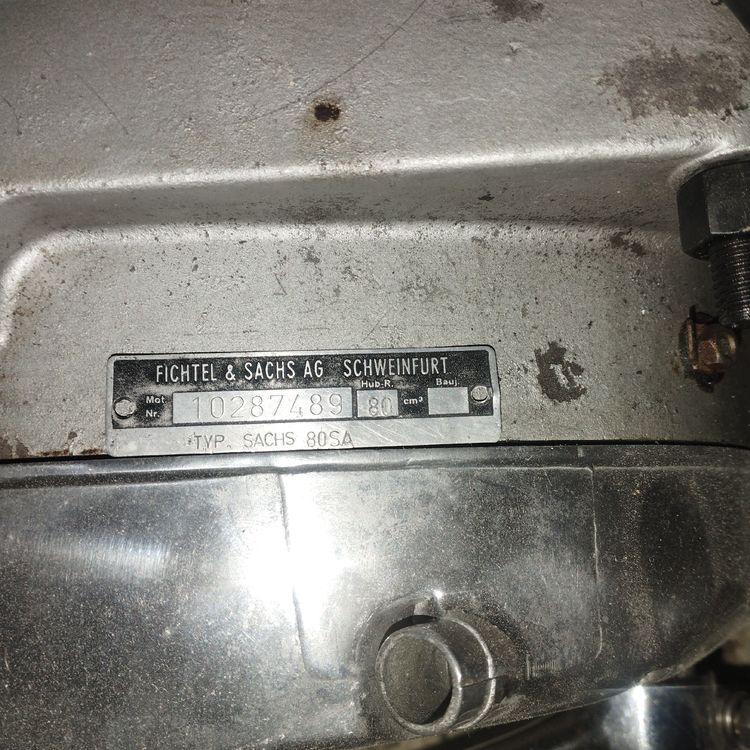 FICHTEL & SACHS AG SCHWEINFURT
Mot. Nr. 10287489 Hub-R. 80 cm³ Bauj.
TYP. SACHS 80SA